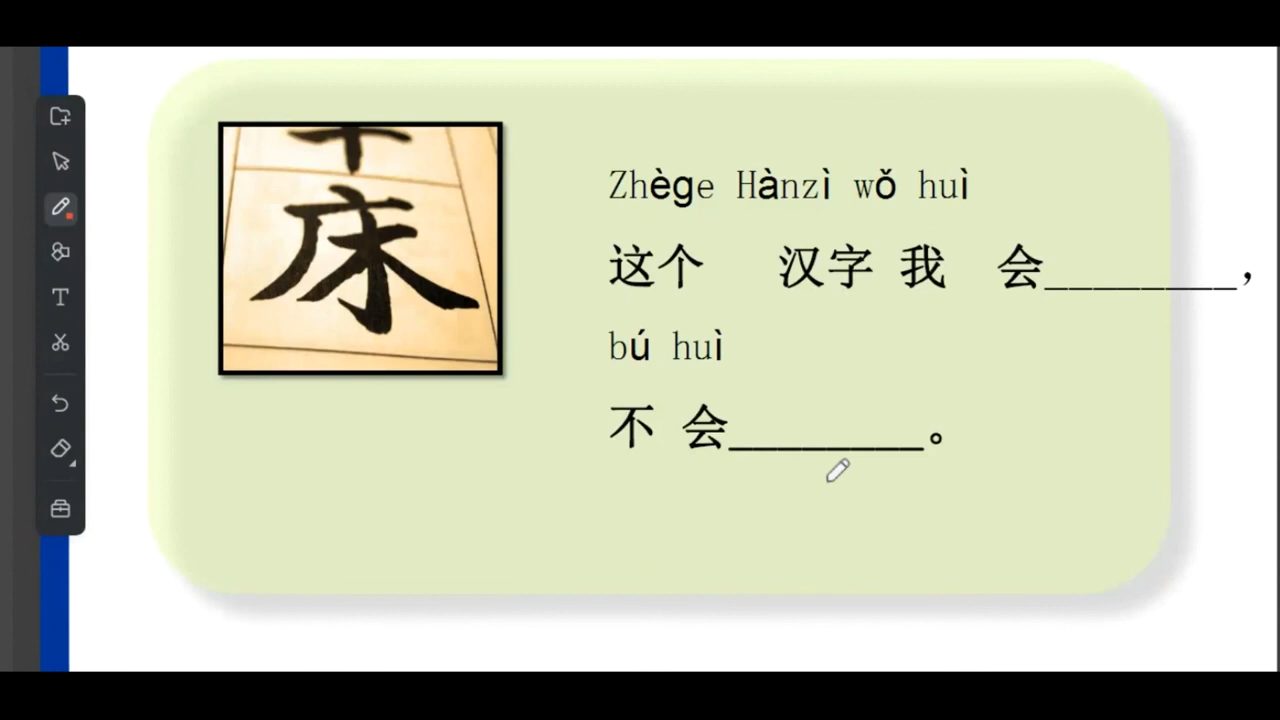 床
Zhège Hànzì wǒ huì
这个 汉字 我 会________，
bú huì
不 会________。